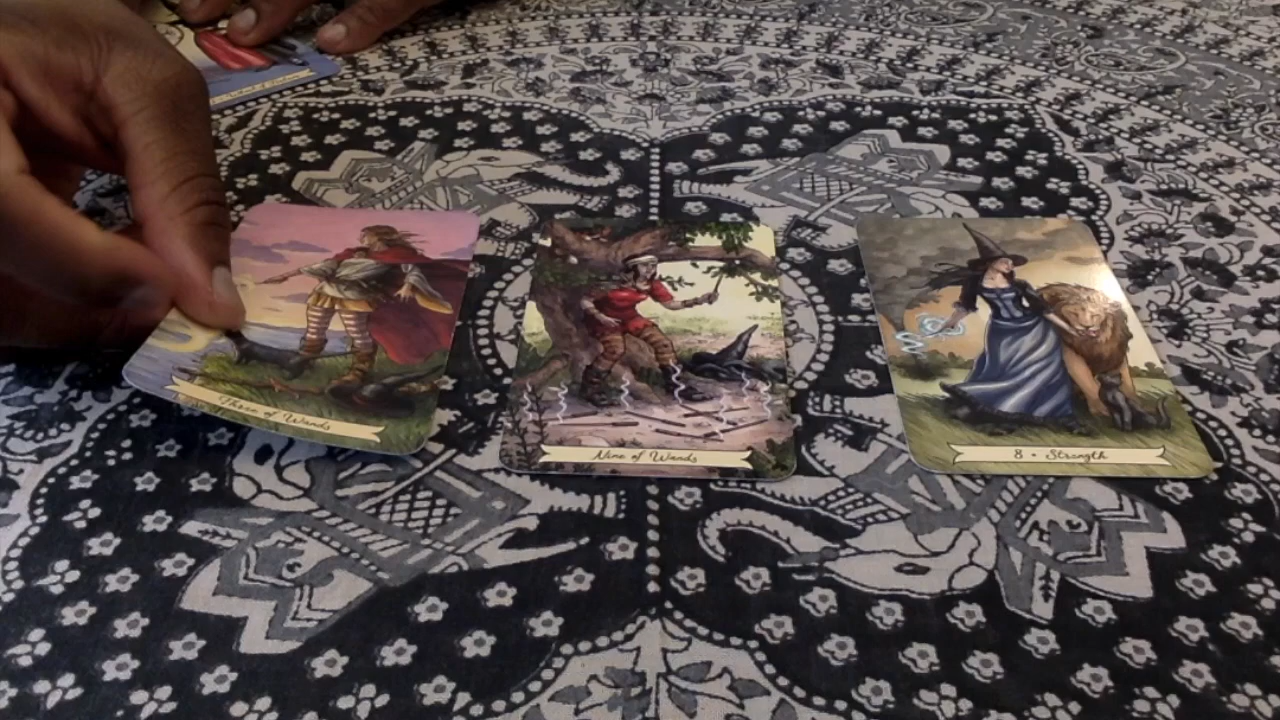 Three of Wands
Nine of Wands
8 • Strength